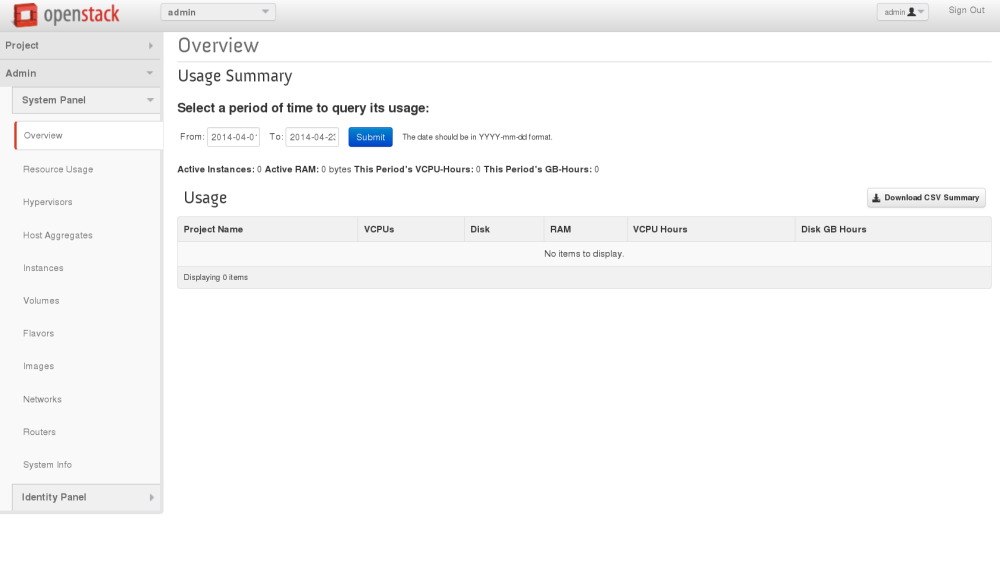 openstack
admin
admin
Sign Out
Project
Admin
System Panel
Overview
Resource Usage
Hypervisors
Host Aggregates
Instances
Volumes
Flavors
Images
Networks
Routers
System Info
Identity Panel
Overview
Usage Summary
Select a period of time to query its usage:
From: 2014-04-0 To: 2014-04-2 Submit The date should be in YYYY-mm-dd format.
Active Instances: 0 Active RAM: 0 bytes This Period's VCPU-Hours: 0 This Period's GB-Hours: 0
Usage
Download CSV Summary
Project Name VCPUs Disk RAM VCPU Hours Disk GB Hours
No items to display.
Displaying 0 items